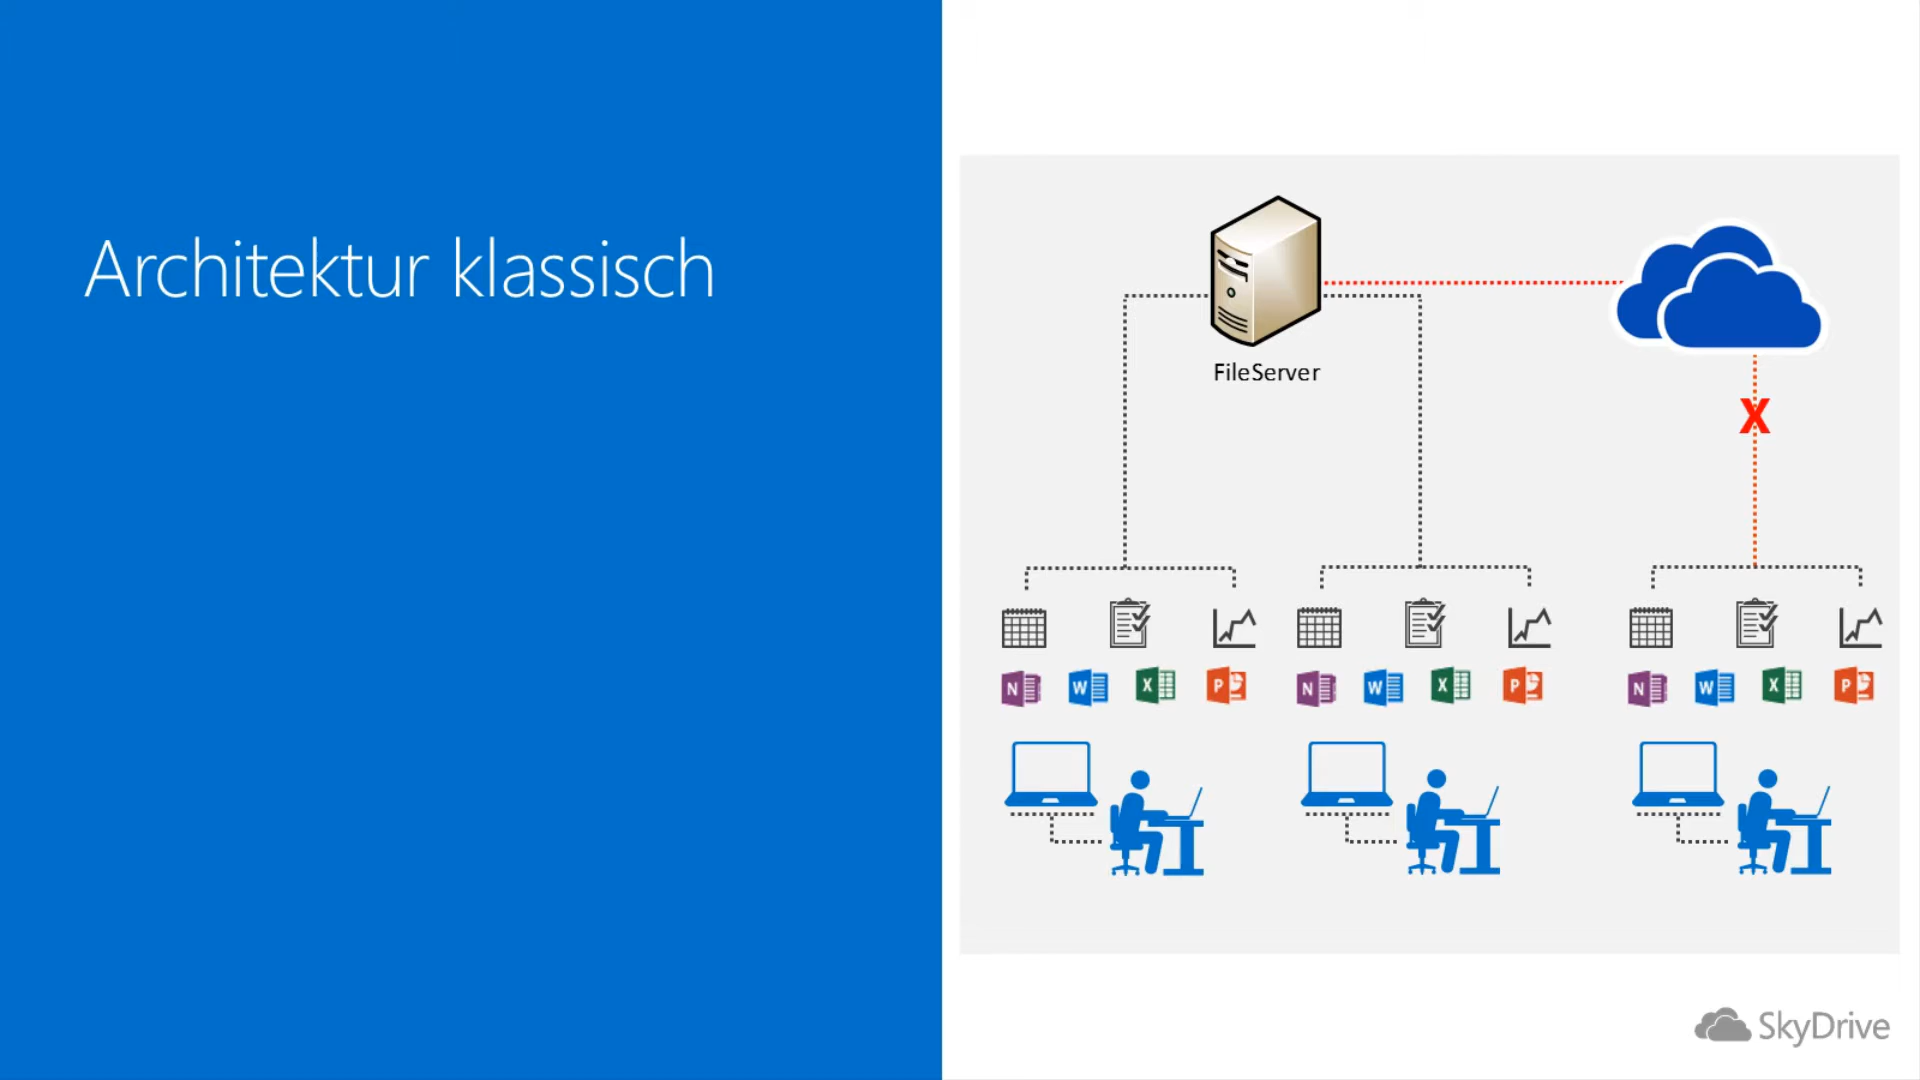 Architektur klassisch
FileServer
X
N W X P N W X P N W X P
SkyDrive